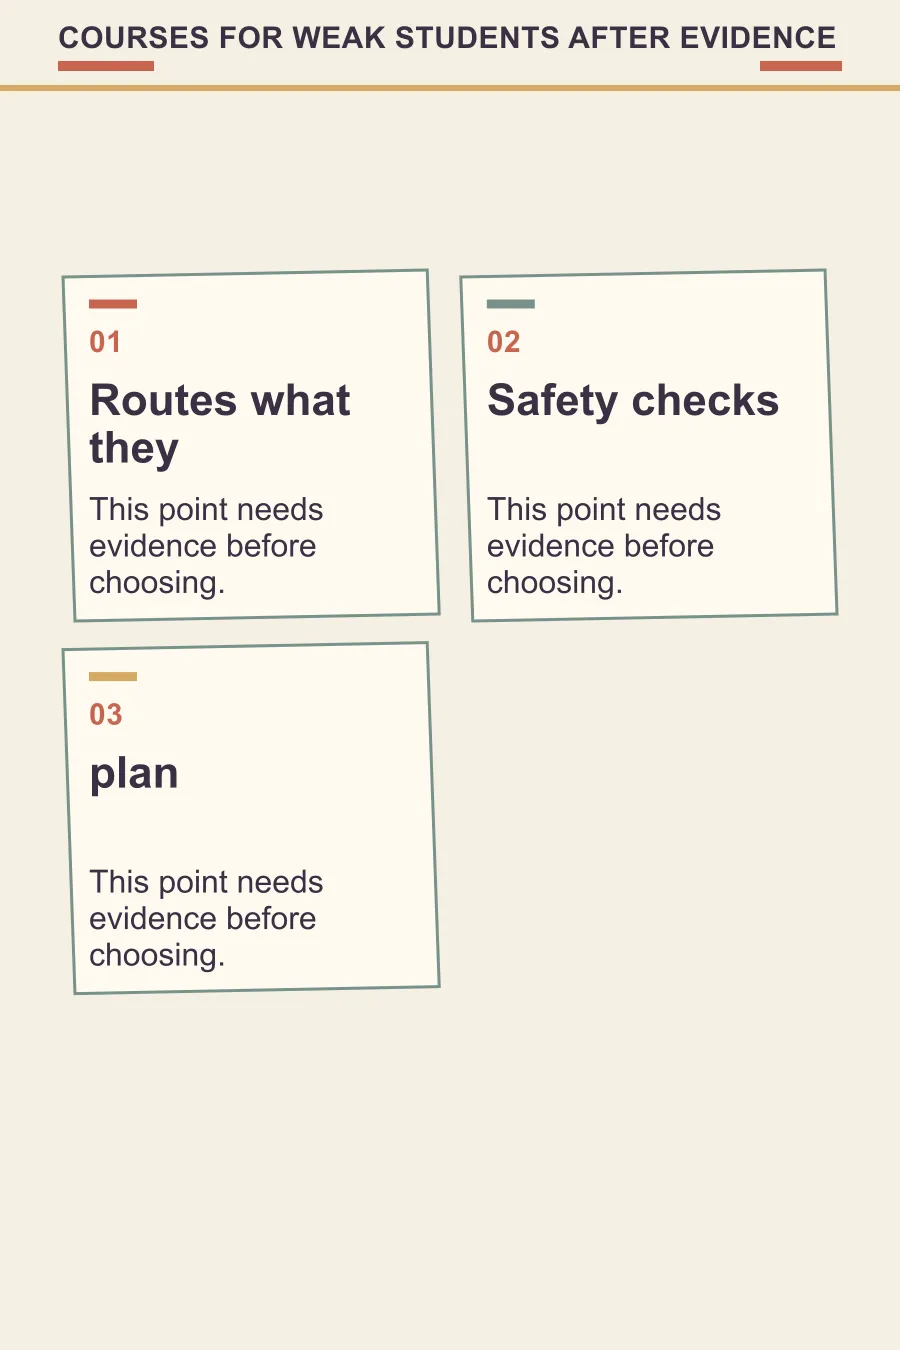 COURSES FOR WEAK STUDENTS AFTER EVIDENCE
01
Routes what
they
This point needs
evidence before
choosing.
02
Safety checks
This point needs
evidence before
choosing.
03
plan
This point needs
evidence before
choosing.